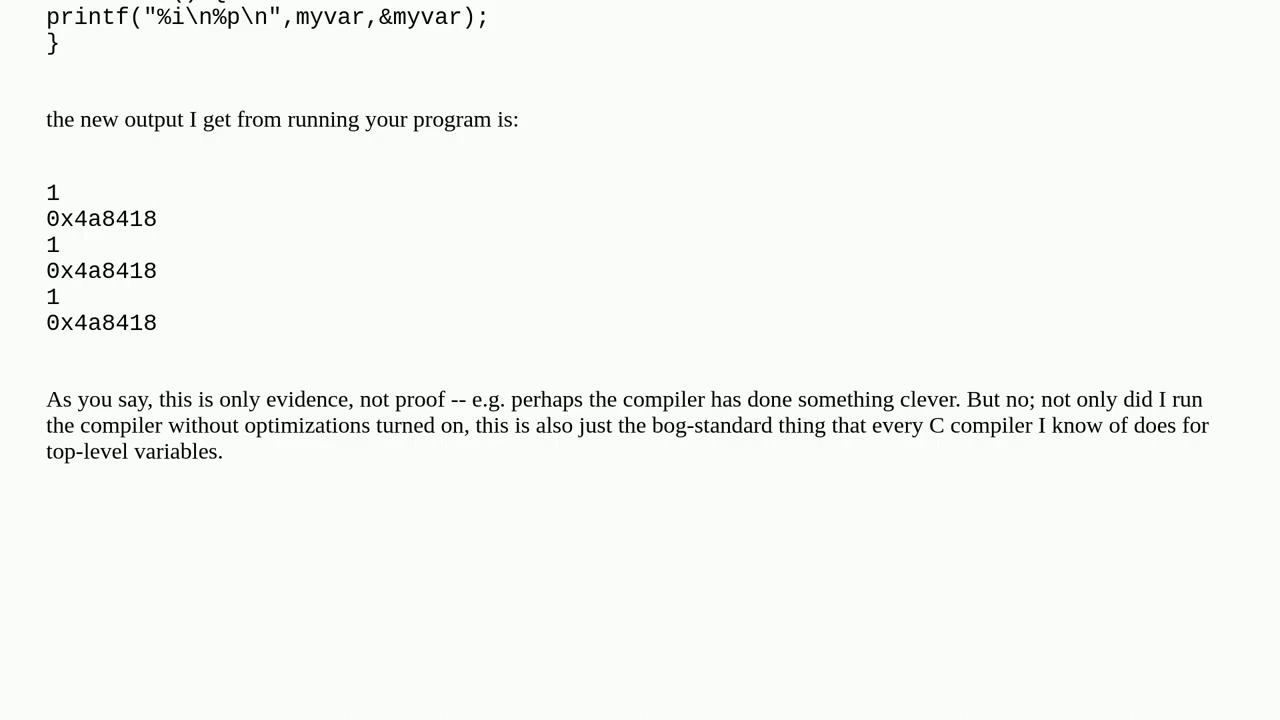 printf("%i\n%p\n",myvar,&myvar);
}
the new output I get from running your program is:
1
0x4a8418
1
0x4a8418
1
0x4a8418
As you say, this is only evidence, not proof -- e.g. perhaps the compiler has done something clever. But no; not only did I run
the compiler without optimizations turned on, this is also just the bog-standard thing that every C compiler I know of does for
top-level variables.